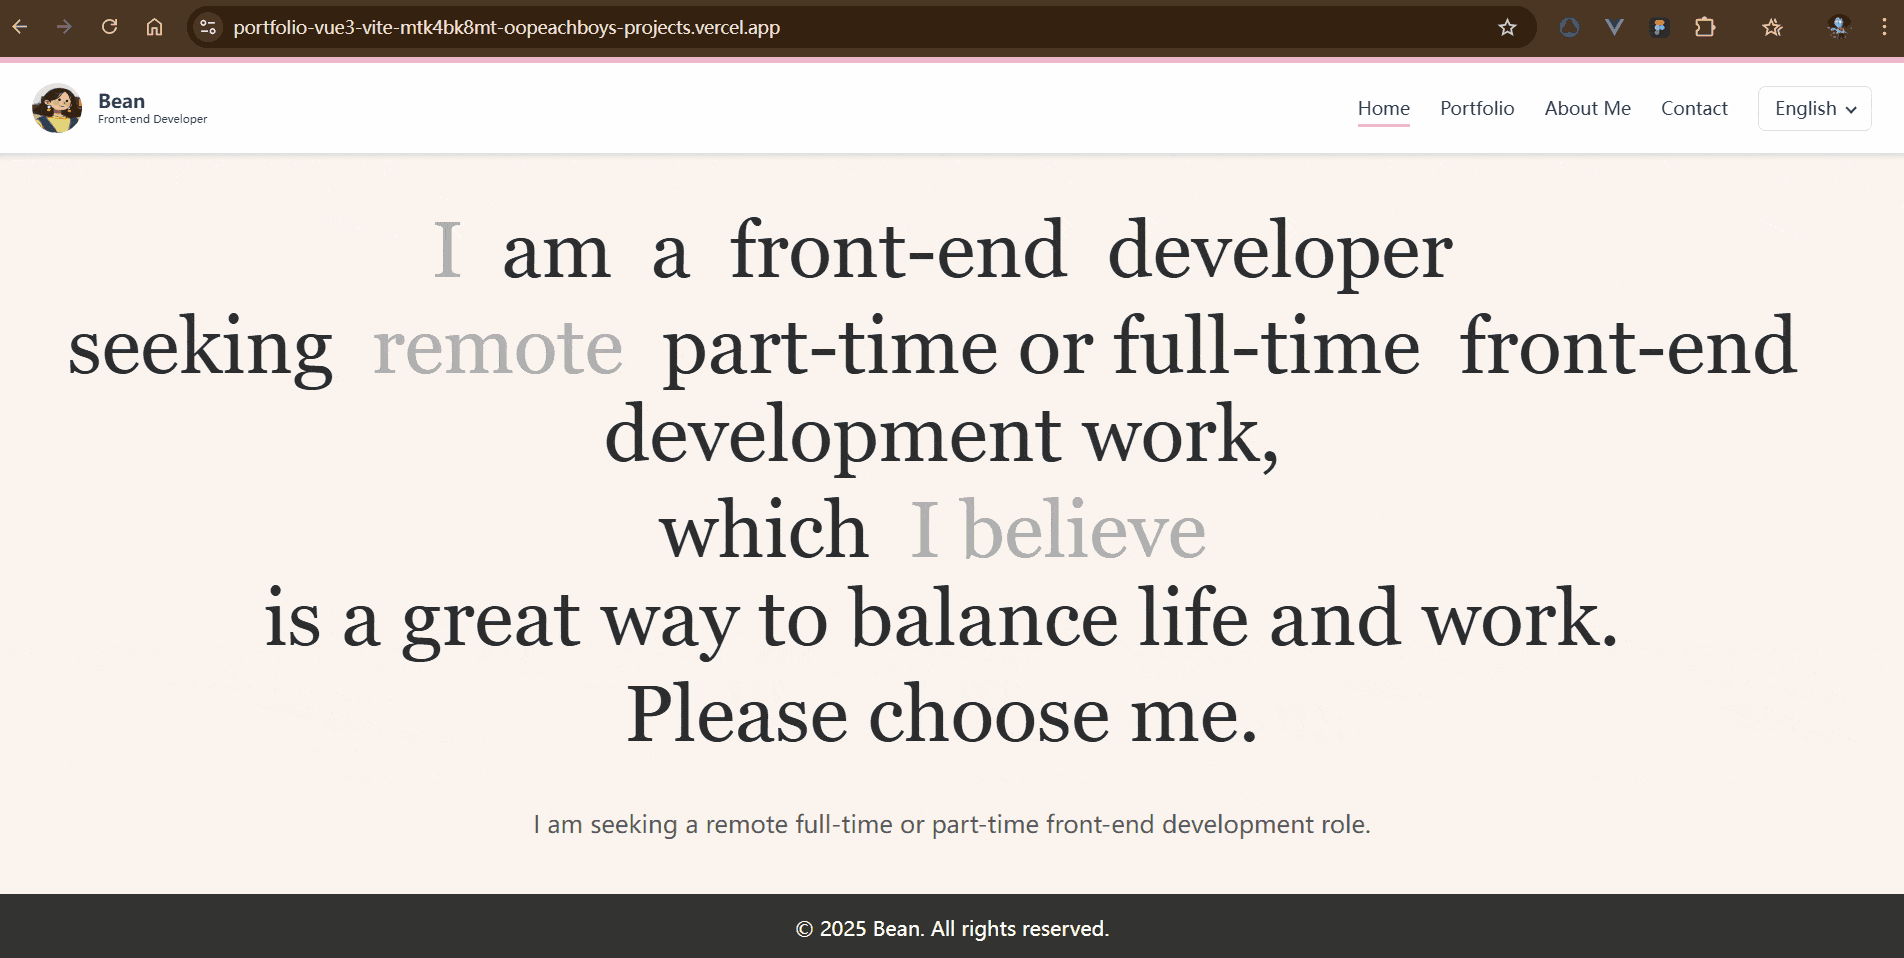 portfolio-vue3-vite-mtk4bk8mt-oopeachboys-projects.vercel.app
Bean
Front-end Developer
Home Portfolio About Me Contact English
I am a front-end developer
seeking remote part-time or full-time front-end
development work,
which I believe
is a great way to balance life and work.
Please choose me.
I am seeking a remote full-time or part-time front-end development role.
© 2025 Bean. All rights reserved.